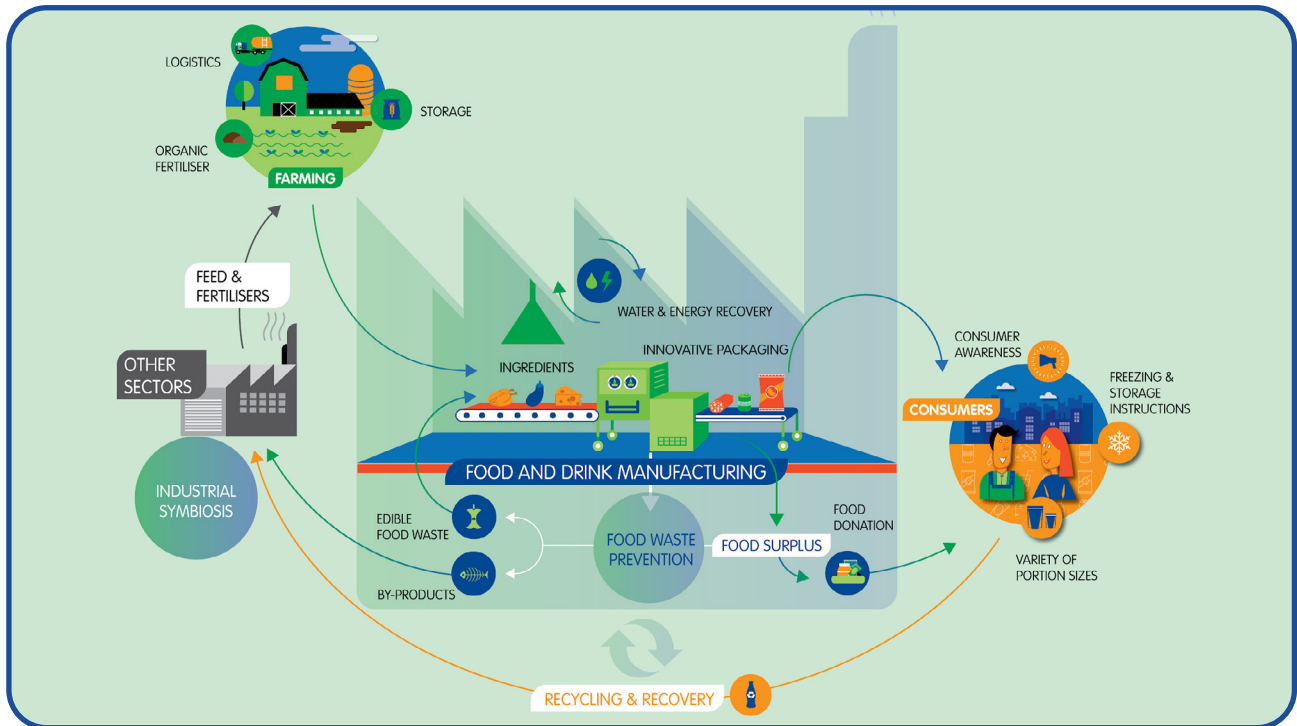 LOGISTICS
STORAGE
ORGANIC
FERTILISER
FARMING
FEED &
FERTILISERS
WATER & ENERGY RECOVERY
INGREDIENTS
INNOVATIVE PACKAGING
OTHER
SECTORS
CONSUMER
AWARENESS
FREEZING &
STORAGE
INSTRUCTIONS
CONSUMERS
FOOD AND DRINK MANUFACTURING
INDUSTRIAL
SYMBIOSIS
EDIBLE
FOOD WASTE
FOOD WASTE
PREVENTION
FOOD SURPLUS
FOOD
DONATION
BY-PRODUCTS
VARIETY OF
PORTION SIZES
RECYCLING & RECOVERY